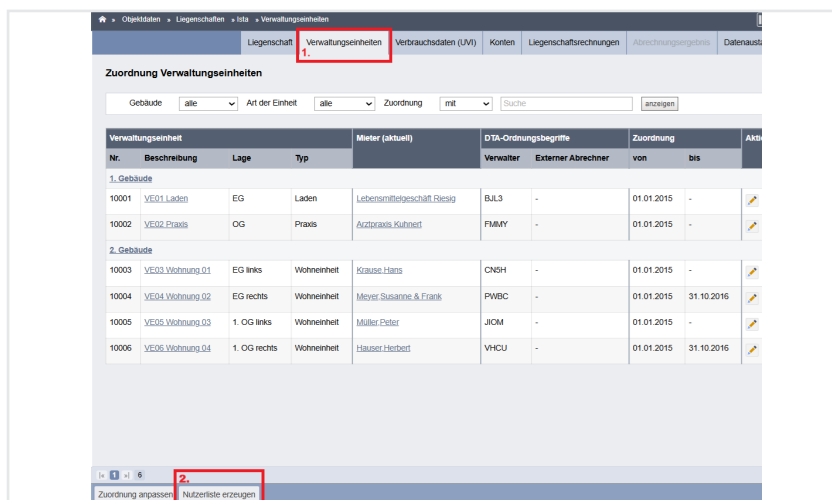 » Objektdaten » Liegenschaften » Ista » Verwaltungseinheiten
Liegenschaft Verwaltungseinheiten Verbrauchsdaten (UVI) Konten Liegenschaftsrechnungen Abrechnungsergebnis Datenausta
1.
Zuordnung Verwaltungseinheiten
Gebäude alle Art der Einheit alle Zuordnung mit Suche anzeigen
Verwaltungseinheit Mieter (aktuell) DTA-Ordnungsbegriffe Zuordnung Aktio
Nr. Beschreibung Lage Typ Verwalter Externer Abrechner von bis
1. Gebäude
10001 VE01 Laden EG Laden Lebensmittelgeschäft Riesig BJL3 - 01.01.2015 -
10002 VE02 Praxis OG Praxis Arztpraxis Kuhnert FMMY - 01.01.2015 -
2. Gebäude
10003 VE03 Wohnung 01 EG links Wohneinheit Krause,Hans CN5H - 01.01.2015 -
10004 VE04 Wohnung 02 EG rechts Wohneinheit Meyer,Susanne & Frank PWBC - 01.01.2015 31.10.2016
10005 VE05 Wohnung 03 1. OG links Wohneinheit Müller,Peter JIOM - 01.01.2015 -
10006 VE06 Wohnung 04 1. OG rechts Wohneinheit Hauser,Herbert VHCU - 01.01.2015 31.10.2016
1 6
2.
Zuordnung anpassen Nutzerliste erzeugen